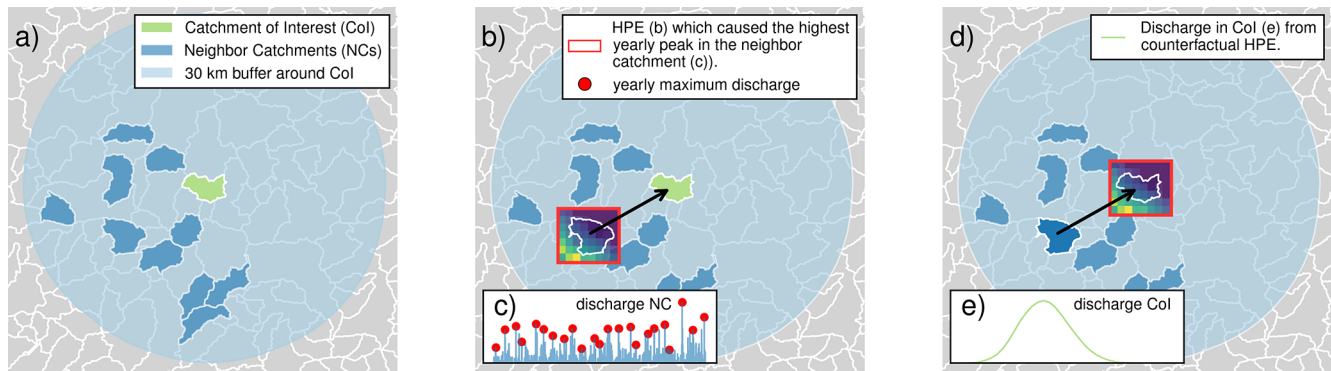 a)
Catchment of Interest (CoI)
Neighbor Catchments (NCs)
30 km buffer around CoI
b)
HPE (b) which caused the highest
yearly peak in the neighbor
catchment (c)).
yearly maximum discharge
c)
discharge NC
d)
Discharge in CoI (e) from
counterfactual HPE.
e)
discharge CoI